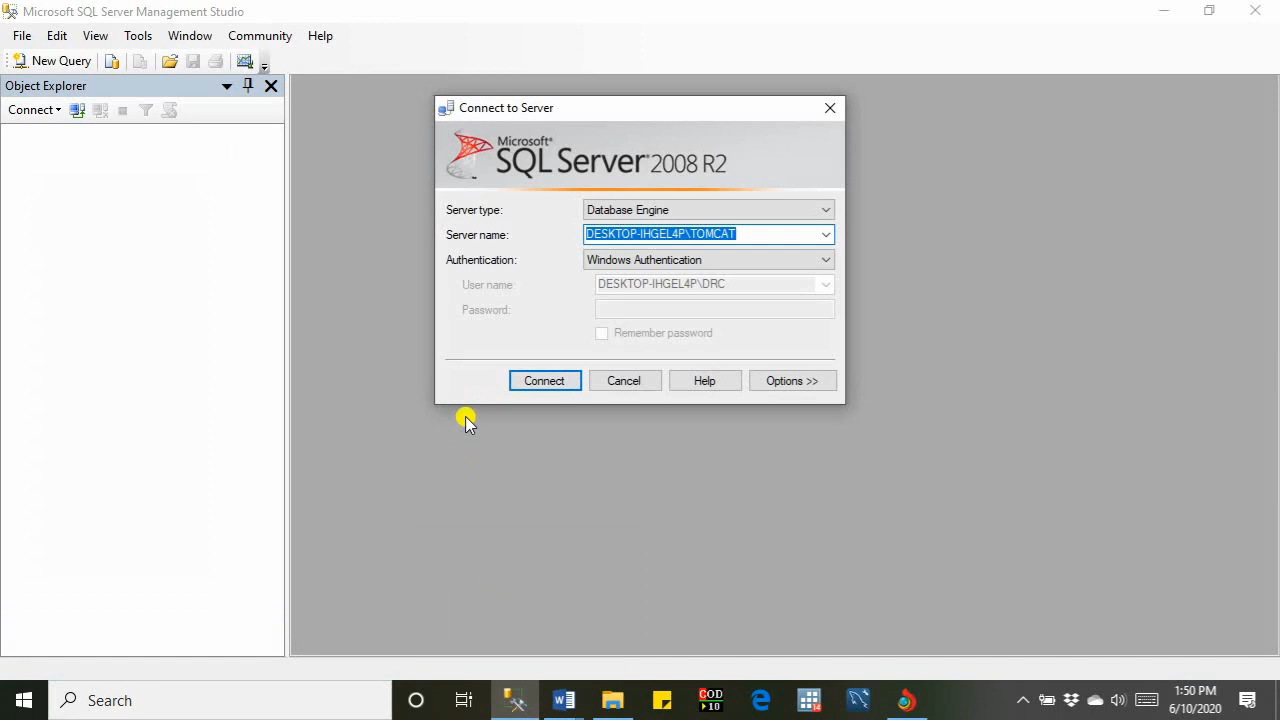 Microsoft SQL Server Management Studio
File Edit View Tools Window Community Help
New Query
Object Explorer
Connect
Connect to Server
Microsoft®
SQL Server® 2008 R2
Server type: Database Engine
Server name: DESKTOP-IHGEL4P\TOMCAT
Authentication: Windows Authentication
User name: DESKTOP-IHGEL4P\DRC
Password:
Remember password
Connect Cancel Help Options >>
Search
GOD
10
14
1:50 PM
6/10/2020